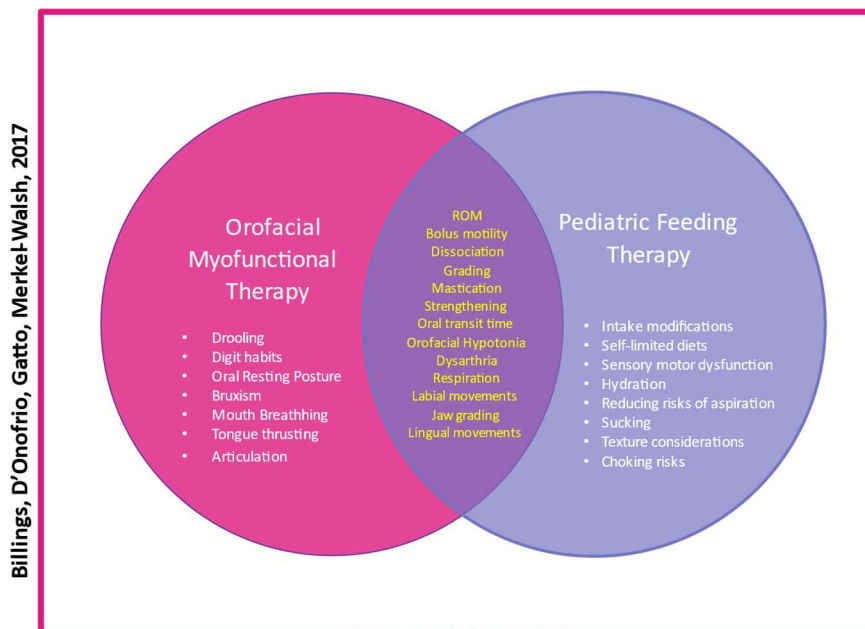 Billings, D'Onofrio, Gatto, Merkel-Walsh, 2017
Orofacial
Myofunctional
Therapy
• Drooling
• Digit habits
• Oral Resting Posture
• Bruxism
• Mouth Breathhing
• Tongue thrusting
• Articulation
ROM
Bolus motility
Dissociation
Grading
Mastication
Strengthening
Oral transit time
Orofacial Hypotonia
Dysarthria
Respiration
Labial movements
Jaw grading
Lingual movements
Pediatric Feeding
Therapy
• Intake modifications
• Self-limited diets
• Sensory motor dysfunction
• Hydration
• Reducing risks of aspiration
• Sucking
• Texture considerations
• Choking risks